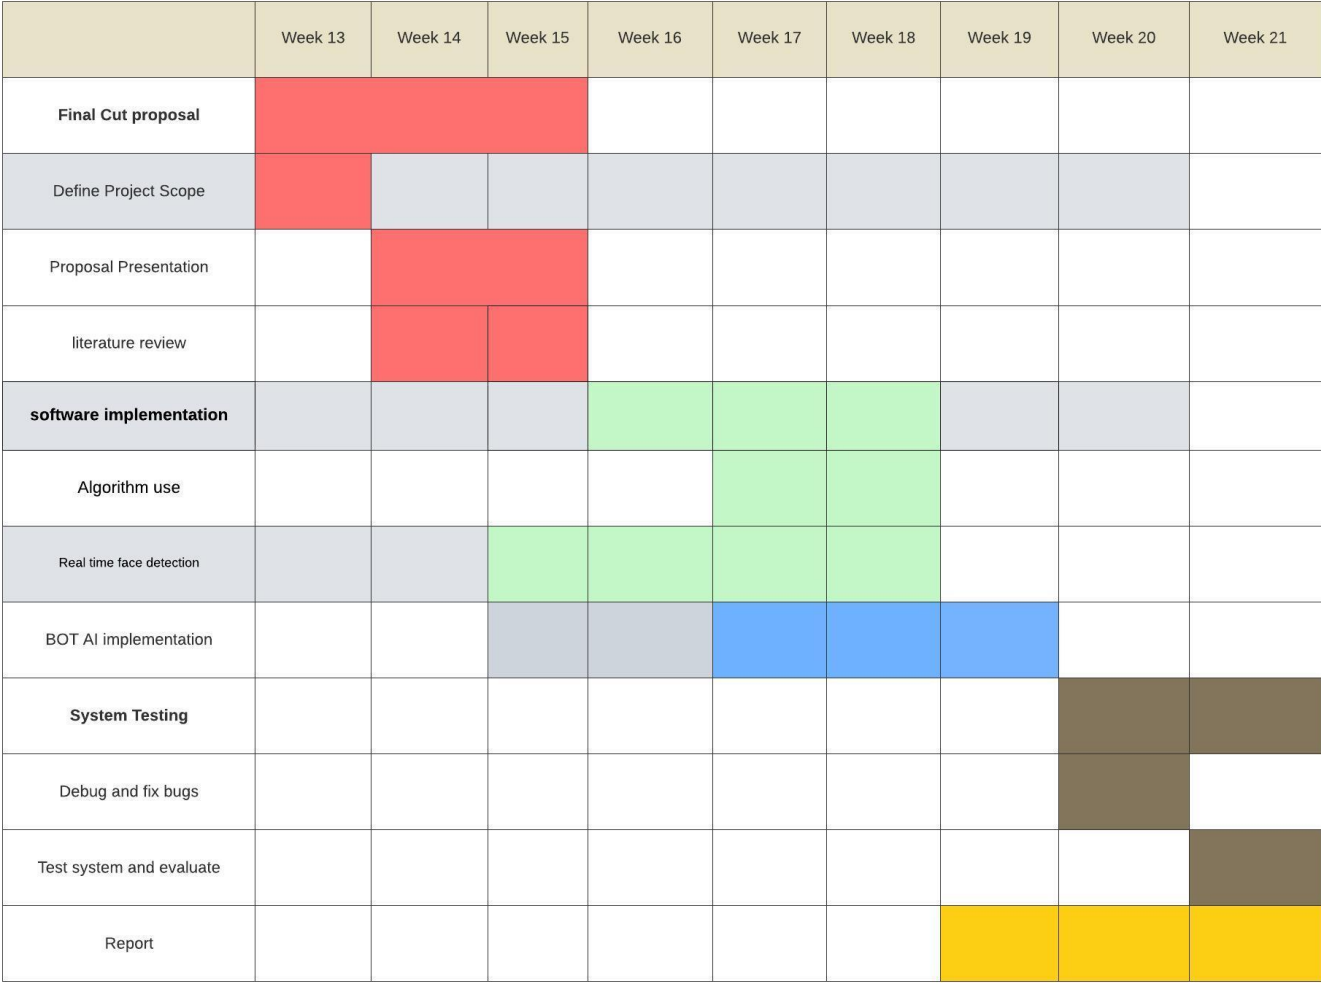 Week 13
Week 14
Week 15
Week 16
Week 17
Week 18
Week 19
Week 20
Week 21
Final Cut proposal
Define Project Scope
Proposal Presentation
literature review
software implementation
Algorithm use
Real time face detection
BOT AI implementation
System Testing
Debug and fix bugs
Test system and evaluate
Report